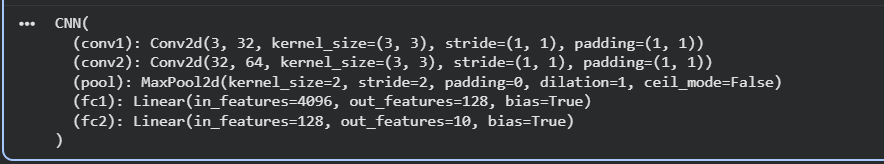 ••• CNN(
(conv1): Conv2d(3, 32, kernel_size=(3, 3), stride=(1, 1), padding=(1, 1))
(conv2): Conv2d(32, 64, kernel_size=(3, 3), stride=(1, 1), padding=(1, 1))
(pool): MaxPool2d(kernel_size=2, stride=2, padding=0, dilation=1, ceil_mode=False)
(fc1): Linear(in_features=4096, out_features=128, bias=True)
(fc2): Linear(in_features=128, out_features=10, bias=True)
)